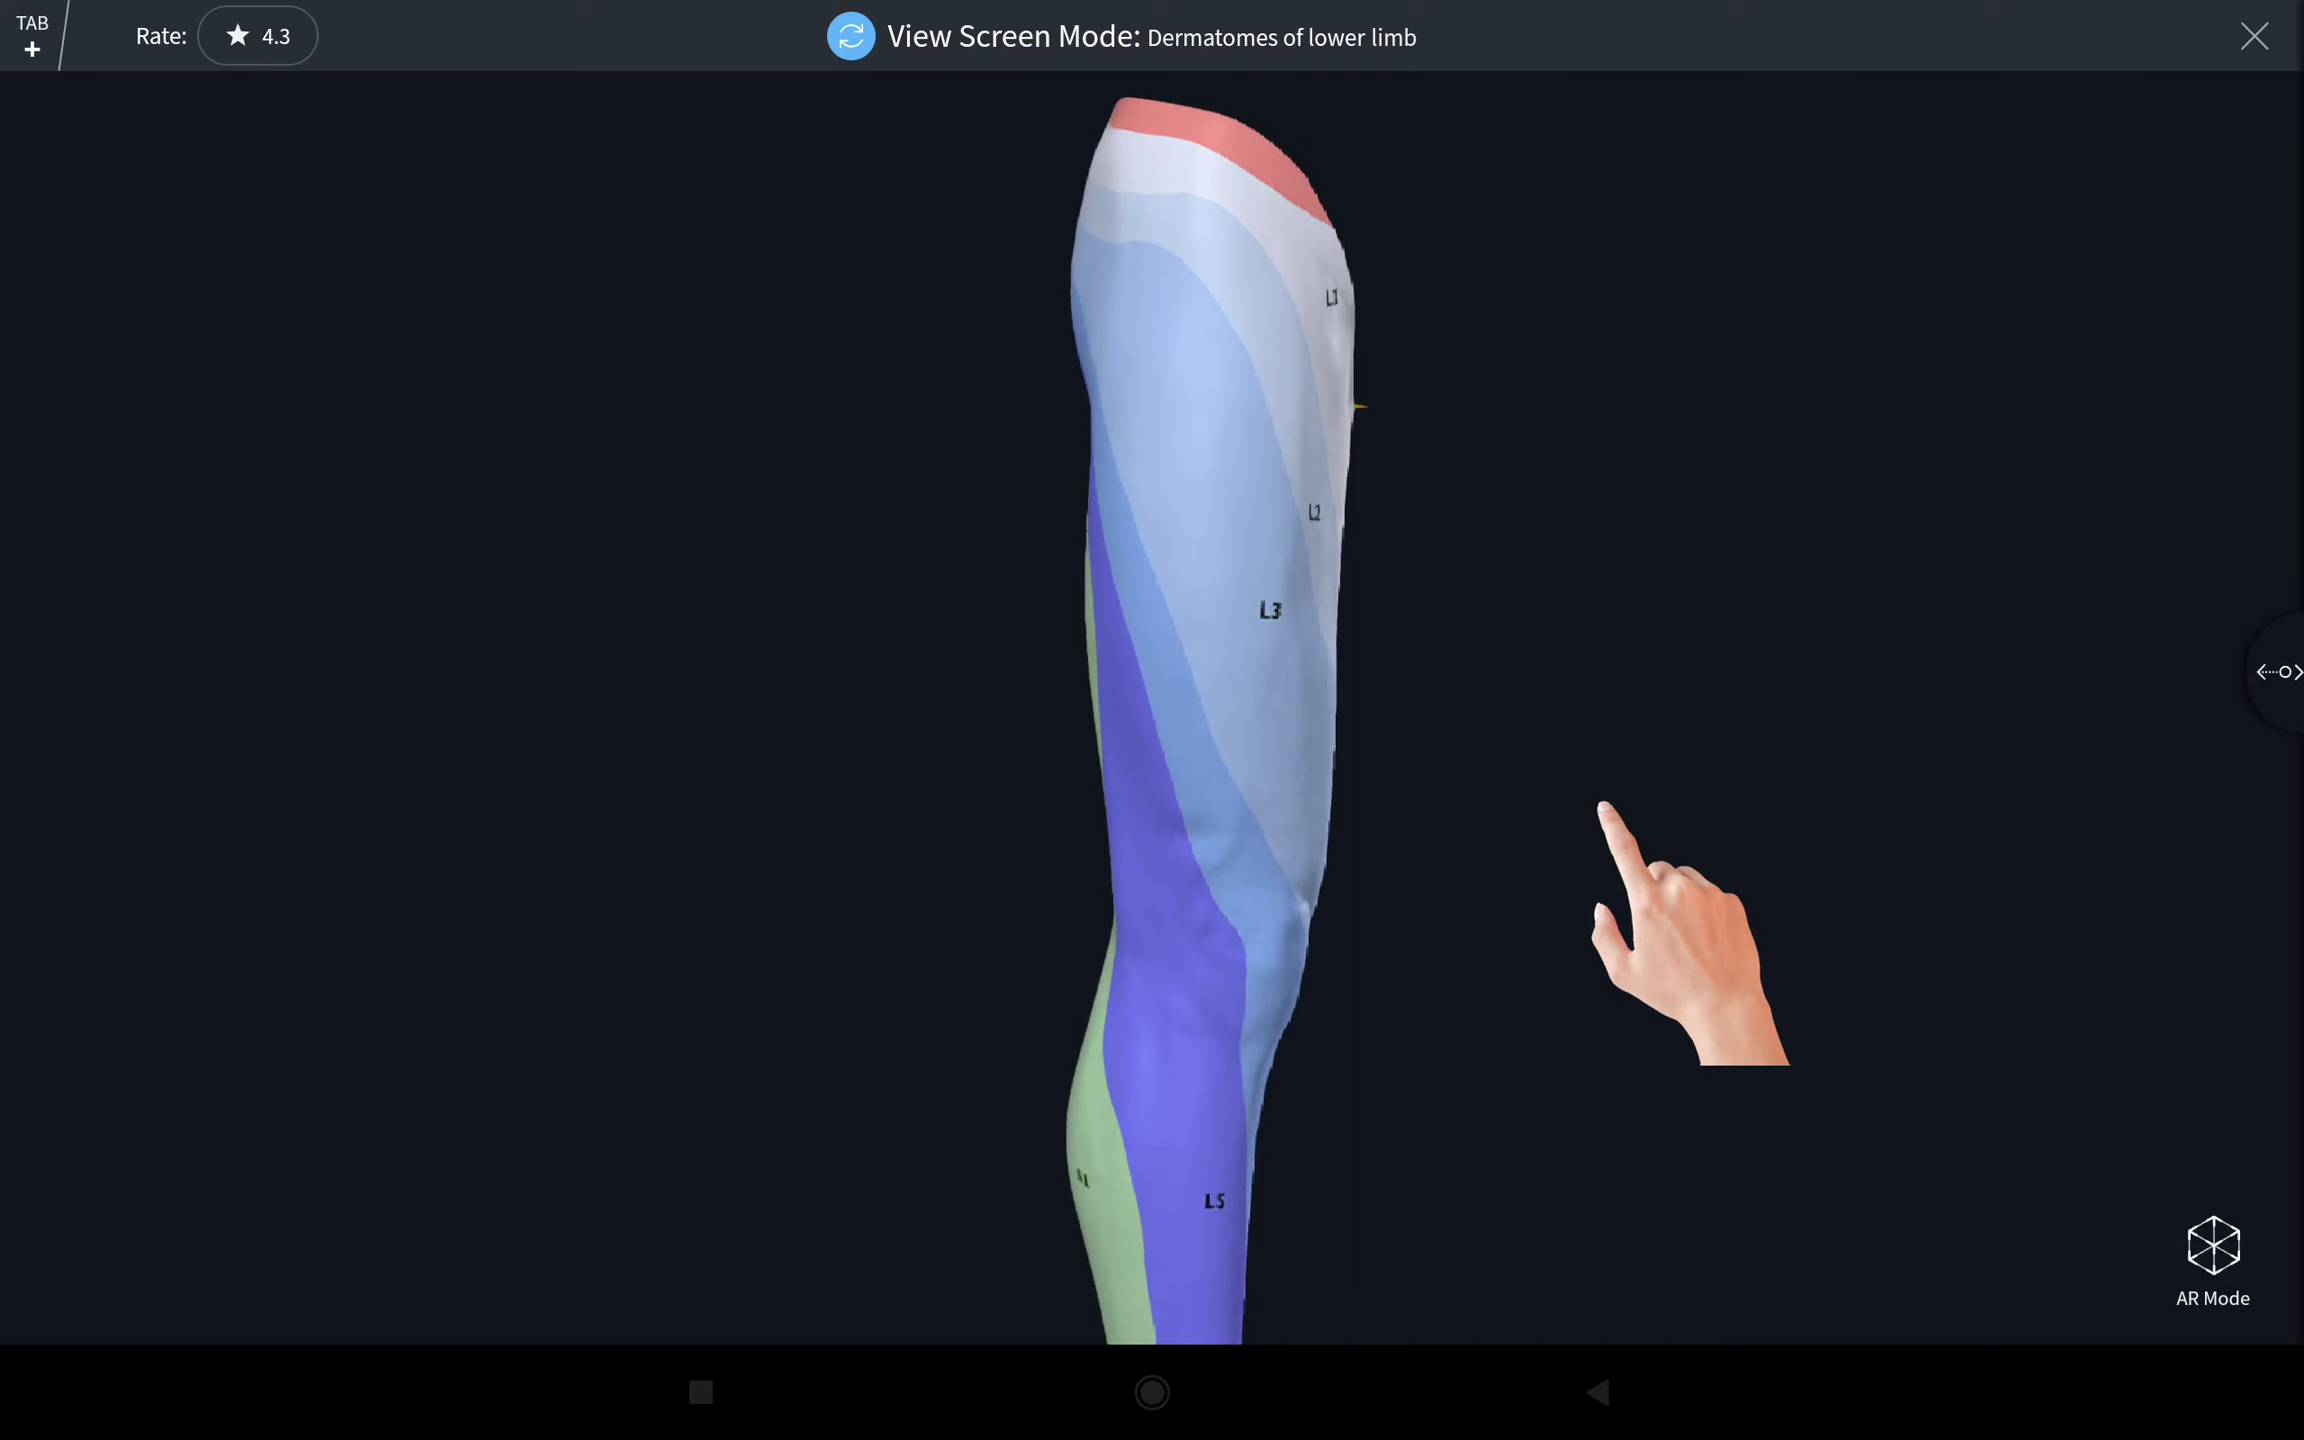 TAB
+
Rate: ★ 4.3
View Screen Mode: Dermatomes of lower limb
L1
L2
L3
L5
AR Mode